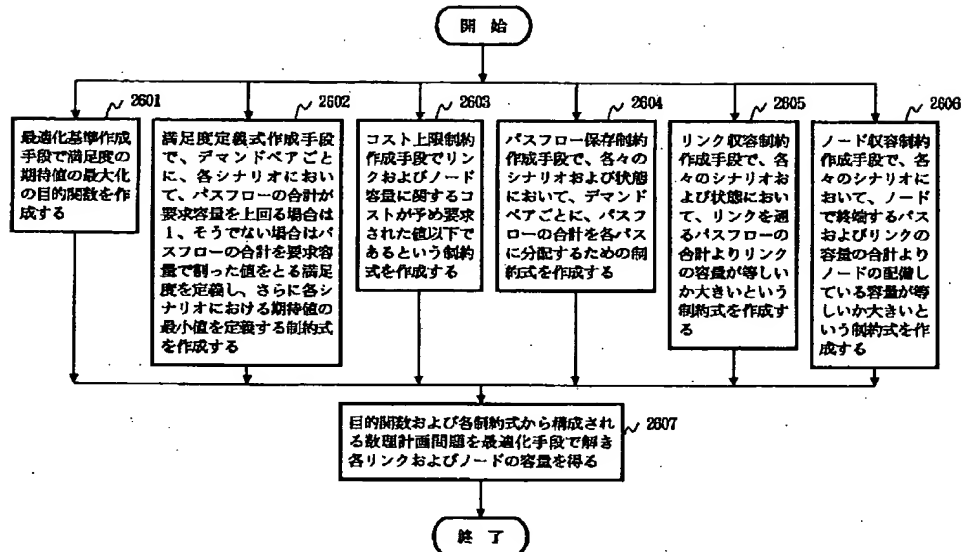 開 始
2601
最適化基準作成
手段で満足度の
期待値の最大化
の目的関数を作
成する
2602
満足度定義式作成手段
で、デマンドペアごと
に、各シナリオにおい
て、パスフローの合計が
要求容量を上回る場合は
1、そうでない場合はパ
スフローの合計を要求容
量で割った値をとる満足
度を定義し、さらに各シ
ナリオにおける期待値の
最小値を定義する制約式
を作成する
2603
コスト上限制約
作成手段でリン
クおよびノード
容量に関するコ
ストが予め要求
された値以下で
あるという制約
式を作成する
2604
パスフロー保存制約
作成手段で、各々の
シナリオおよび状態
において、デマンド
ペアごとに、パスフ
ローの合計を各パス
に分配するための制
約式を作成する
2605
リンク収容制約
作成手段で、各
々のシナリオお
よび状態におい
て、リンクを通
るパスフローの
合計よりリンク
の容量が等しい
か大きいという
制約式を作成す
る
2606
ノード収容制約
作成手段で、各
々のシナリオに
おいて、ノード
で終端するパス
およびリンクの
容量の合計より
ノードの配備し
ている容量が等
しいか大きいと
いう制約式を作
成する
目的関数および各制約式から構成され
る数理計画問題を最適化手段で解き
各リンクおよびノードの容量を得る
2607
終 了